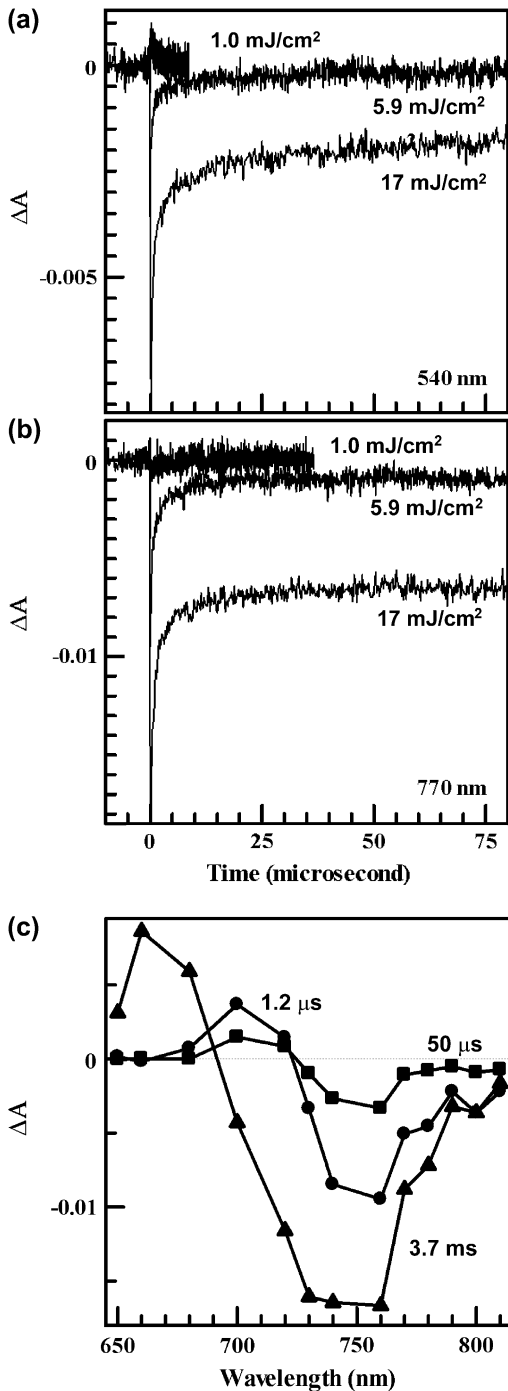 (a)
1.0 mJ/cm²
0
5.9 mJ/cm²
17 mJ/cm²
ΔA
-0.005
540 nm
(b)
1.0 mJ/cm²
0
5.9 mJ/cm²
17 mJ/cm²
ΔA
-0.01
770 nm
0 25 50 75
Time (microsecond)
(c)
1.2 μs
50 μs
0
ΔA
-0.01
3.7 ms
650 700 750 800
Wavelength (nm)